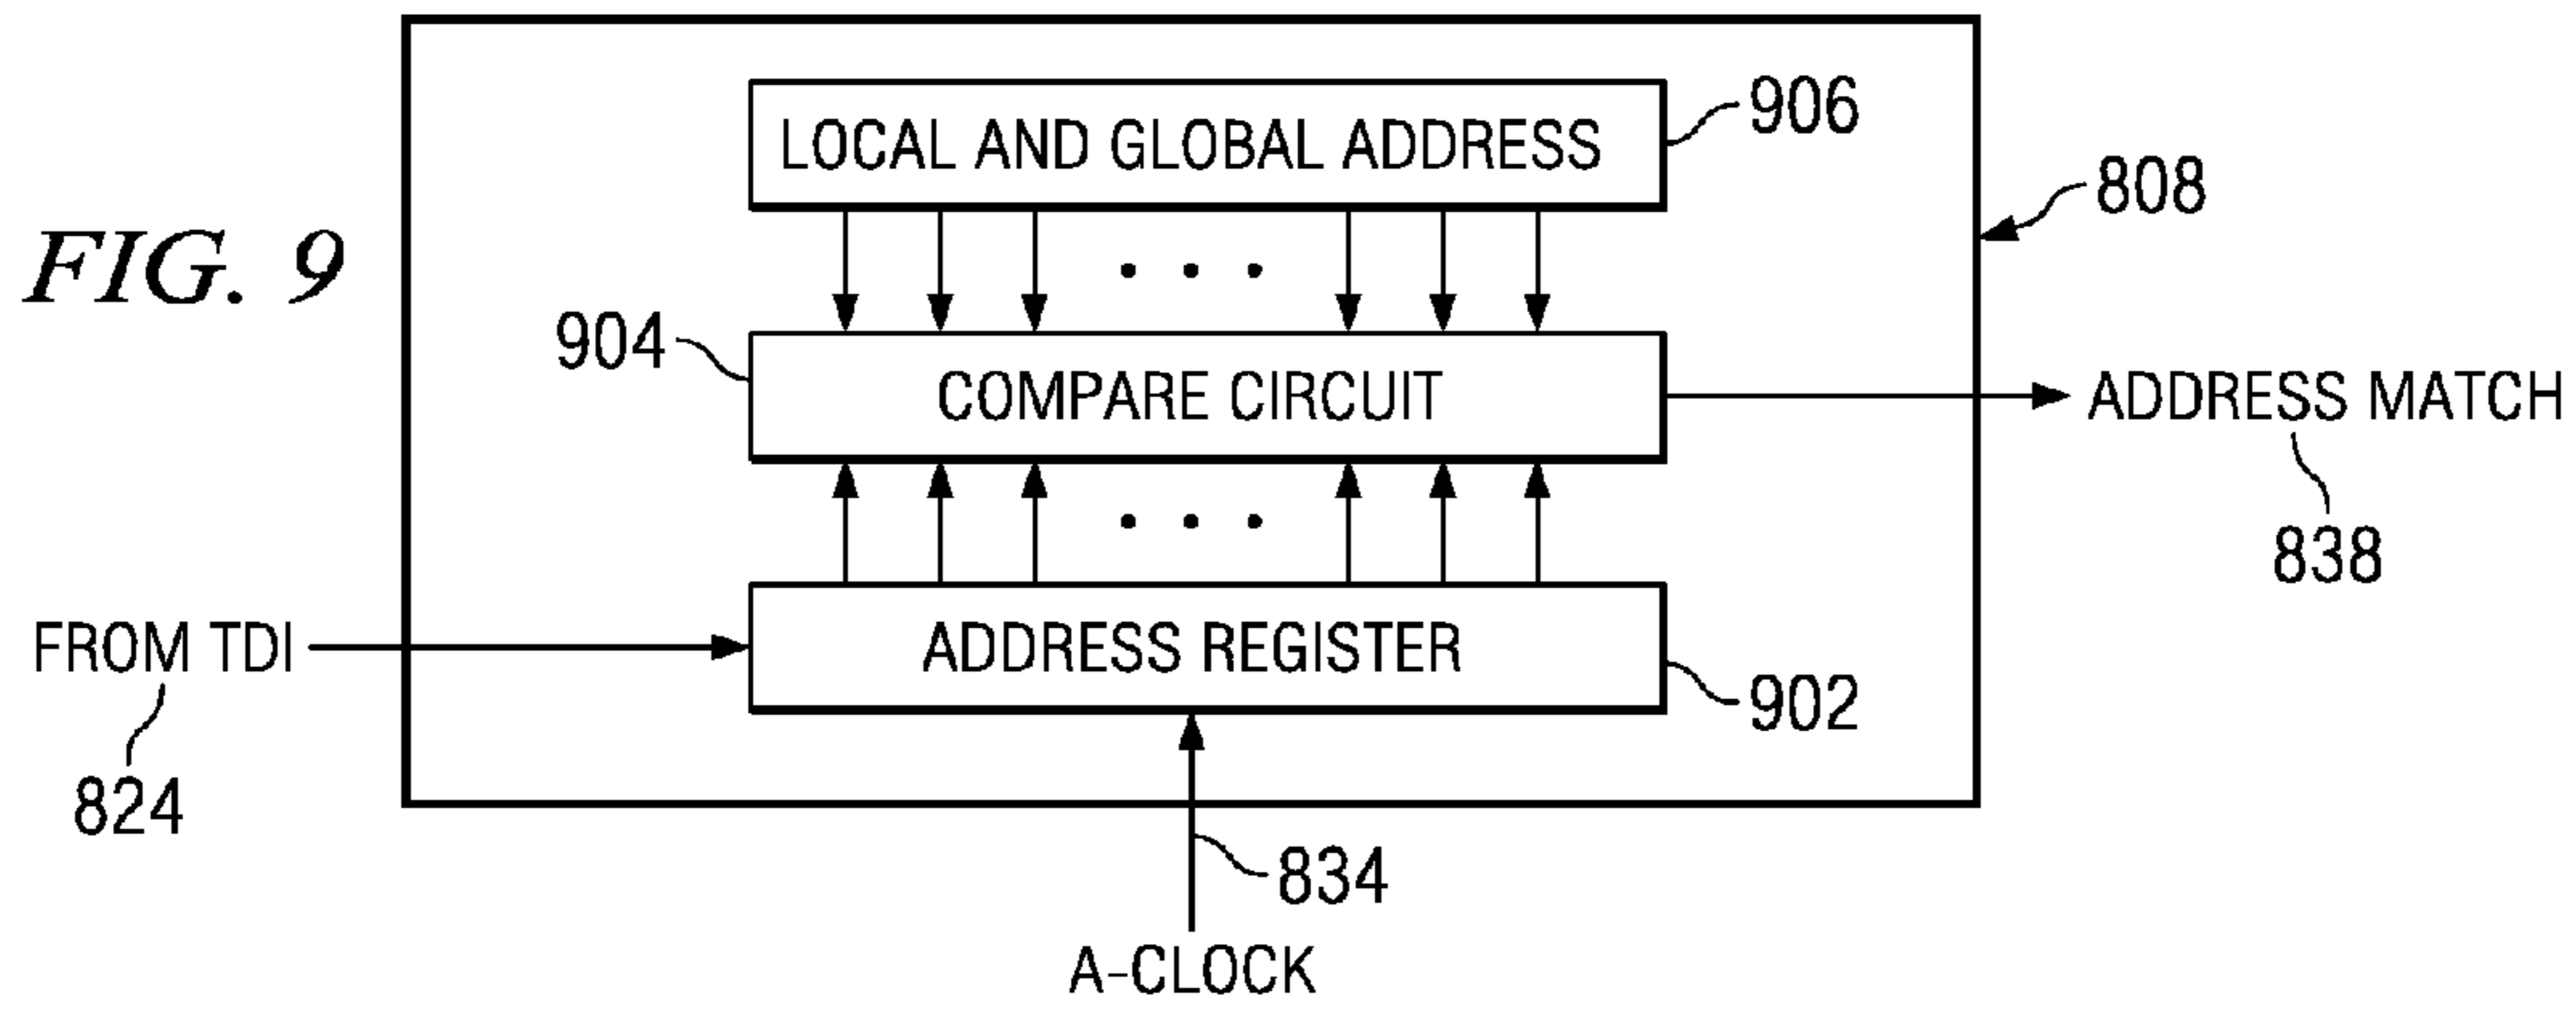 LOCAL AND GLOBAL ADDRESS
906
808
FIG. 9
904
COMPARE CIRCUIT
ADDRESS MATCH
838
FROM TDI
ADDRESS REGISTER
902
824
834
A-CLOCK